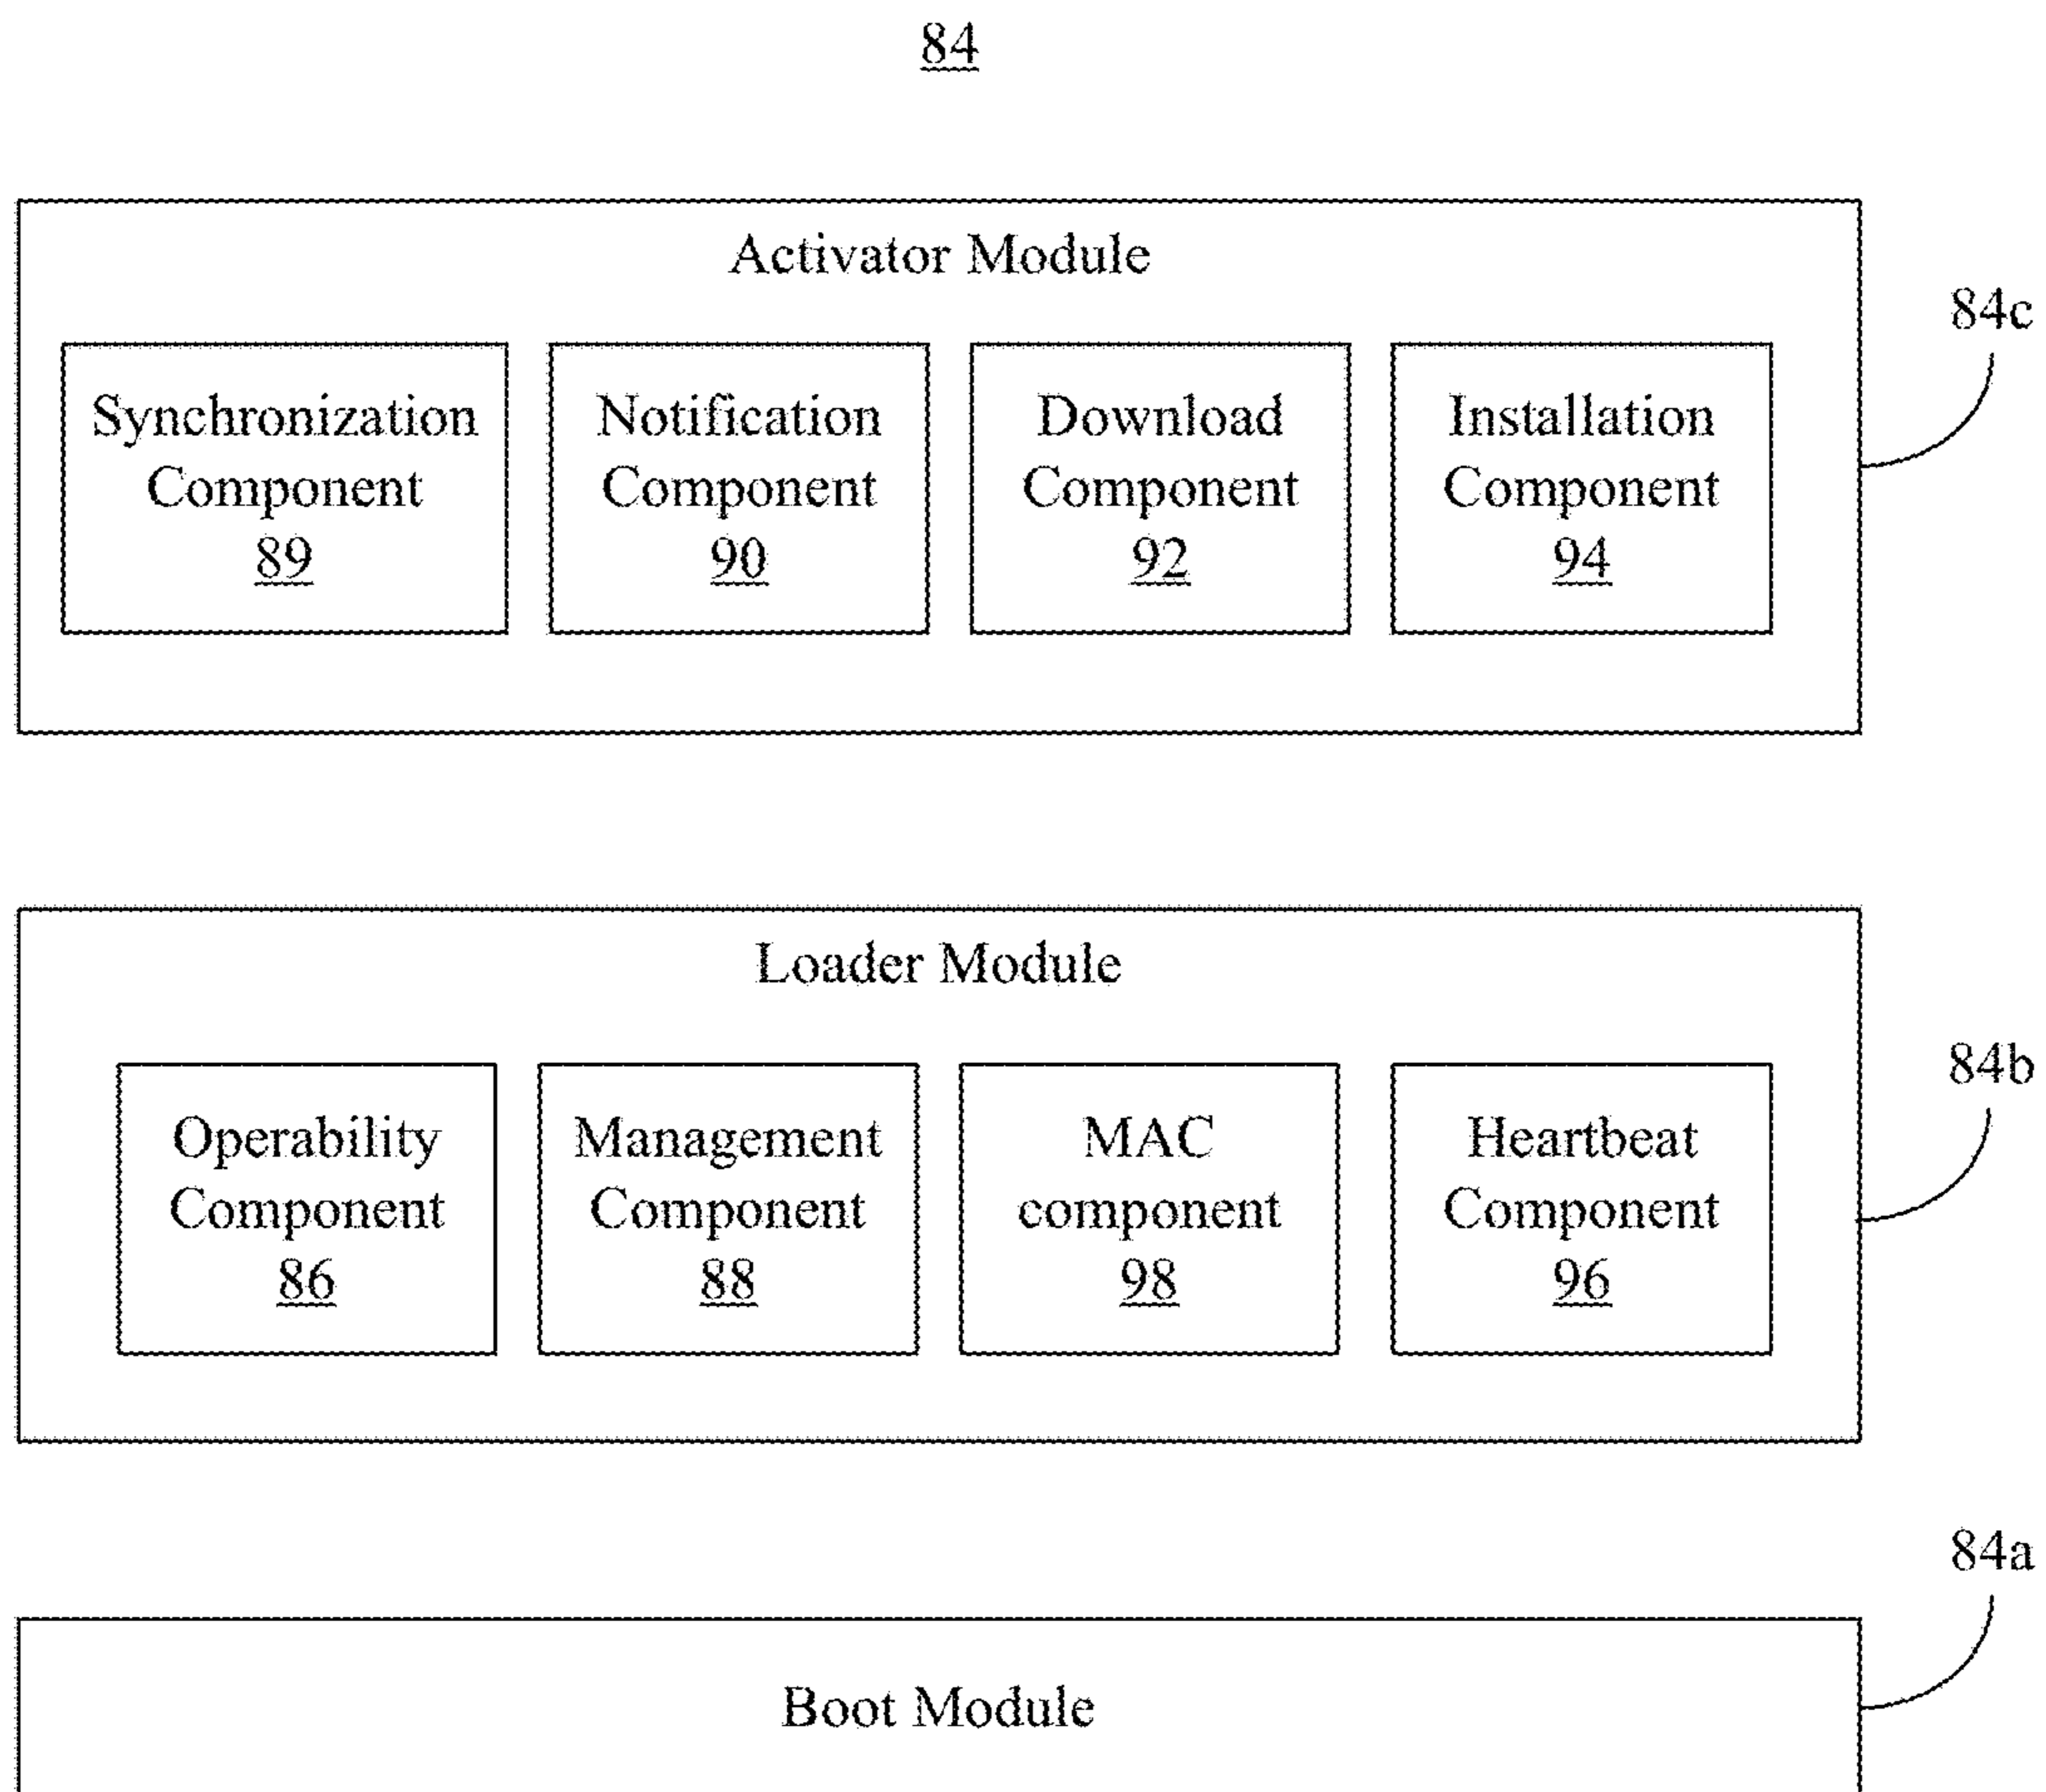 84
Activator Module
84c
Synchronization
Component
89
Notification
Component
90
Download
Component
92
Installation
Component
94
Loader Module
84b
Operability
Component
86
Management
Component
88
MAC
component
98
Heartbeat
Component
96
84a
Boot Module